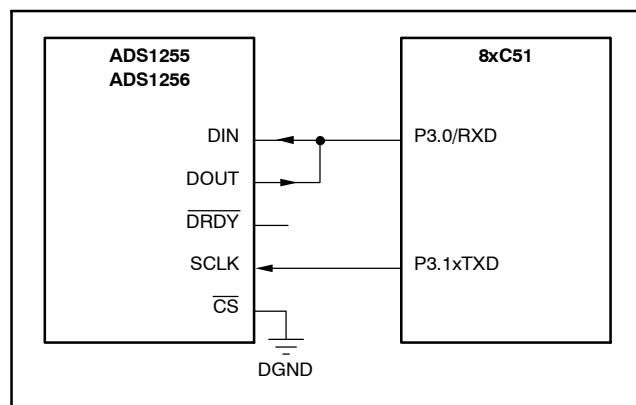 ADS1255
ADS1256
8xC51
DIN
P3.0/RXD
DOUT
DRDY
SCLK
P3.1xTXD
CS
DGND